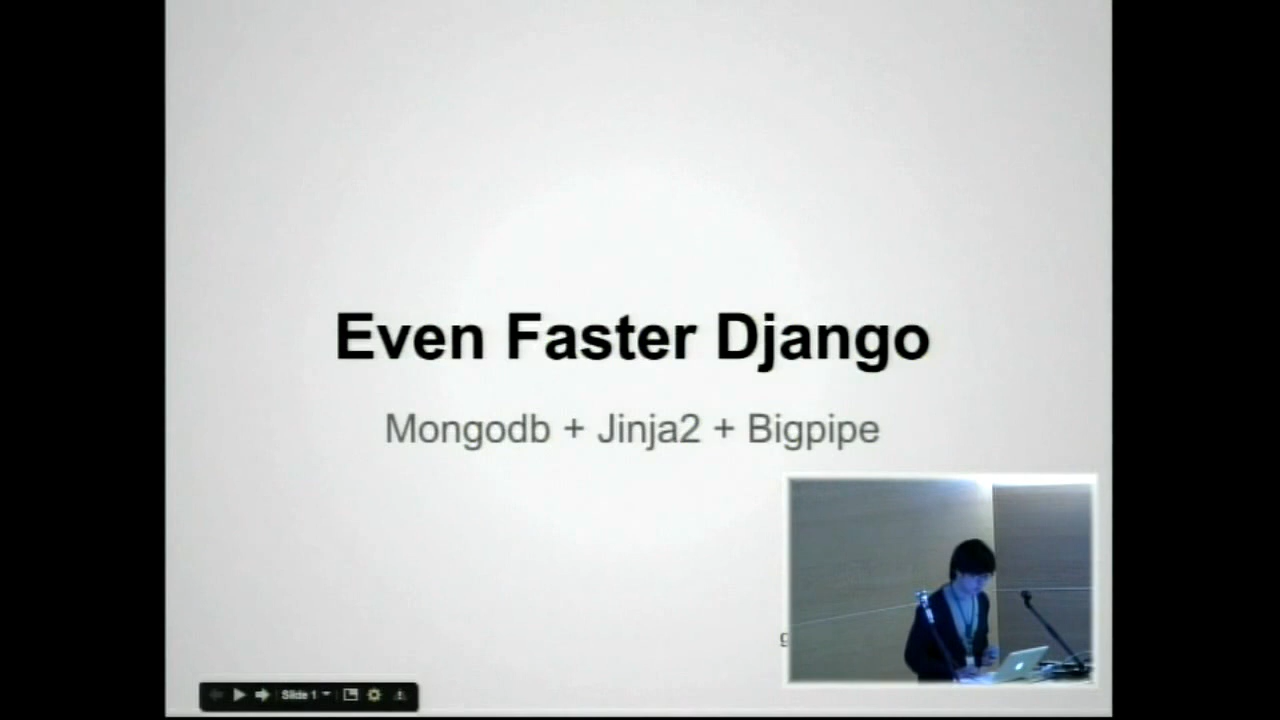 Even Faster Django
Mongodb + Jinja2 + Bigpipe
g
Slide 1